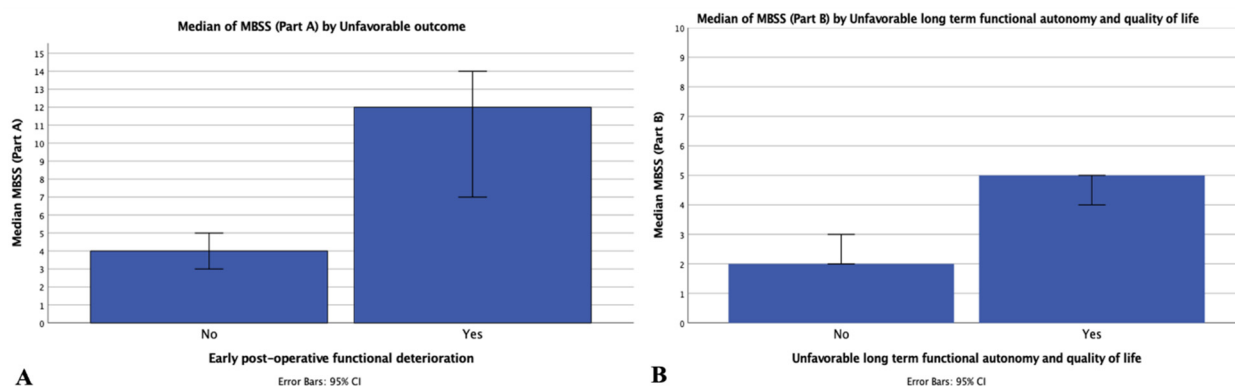 Median of MBSS (Part A) by Unfavorable outcome
Median MBSS (Part A)
15
14
13
12
11
10
9
8
7
6
5
4
3
2
1
0
No
Yes
Early post-operative functional deterioration
Error Bars: 95% CI
A
Median of MBSS (Part B) by Unfavorable long term functional autonomy and quality of life
Median MBSS (Part B)
10
9
8
7
6
5
4
3
2
1
0
No
Yes
Unfavorable long term functional autonomy and quality of life
Error Bars: 95% CI
B